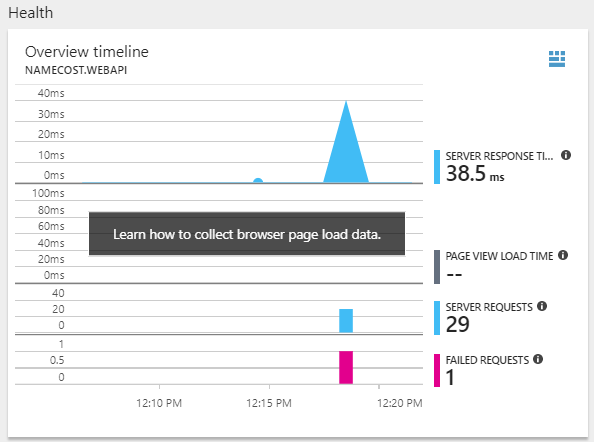 Health
Overview timeline
NAMECOST.WEBAPI
40ms
30ms
20ms
10ms
0ms
SERVER RESPONSE TI...
38.5 ms
100ms
80ms
60ms
40ms
20ms
0ms
Learn how to collect browser page load data.
PAGE VIEW LOAD TIME
--
40
20
0
SERVER REQUESTS
29
1
0.5
0
FAILED REQUESTS
1
12:10 PM 12:15 PM 12:20 PM